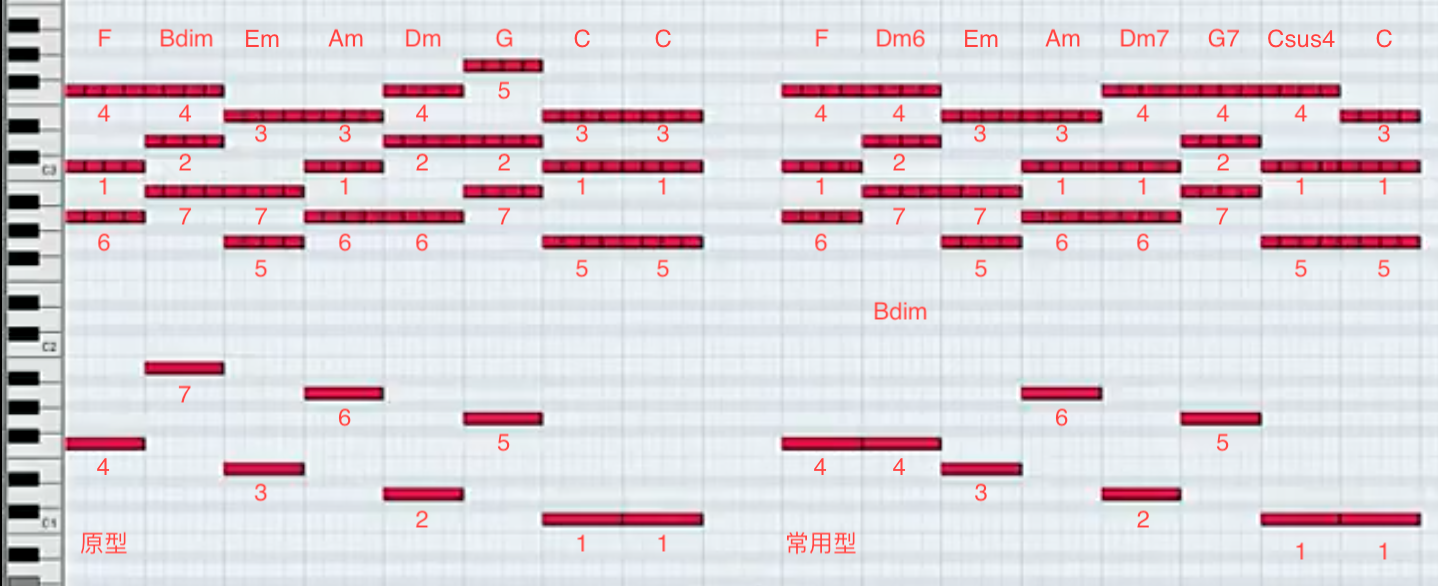 F Bdim Em Am Dm G C C F Dm6 Em Am Dm7 G7 Csus4 C
5
4 4 4 4 4 4 4 4
3 3 3 3 3 3 3
2 2 2 2 2
C3
1 1 1 1 1 1 1 1 1
7 7 7 7 7 7
6 6 6 6 6 6
5 5 5 5 5 5
Bdim
C2
7
6 6
5 5
4 4 4
3 3
2 2
C1
1 1 1 1
原型 常用型